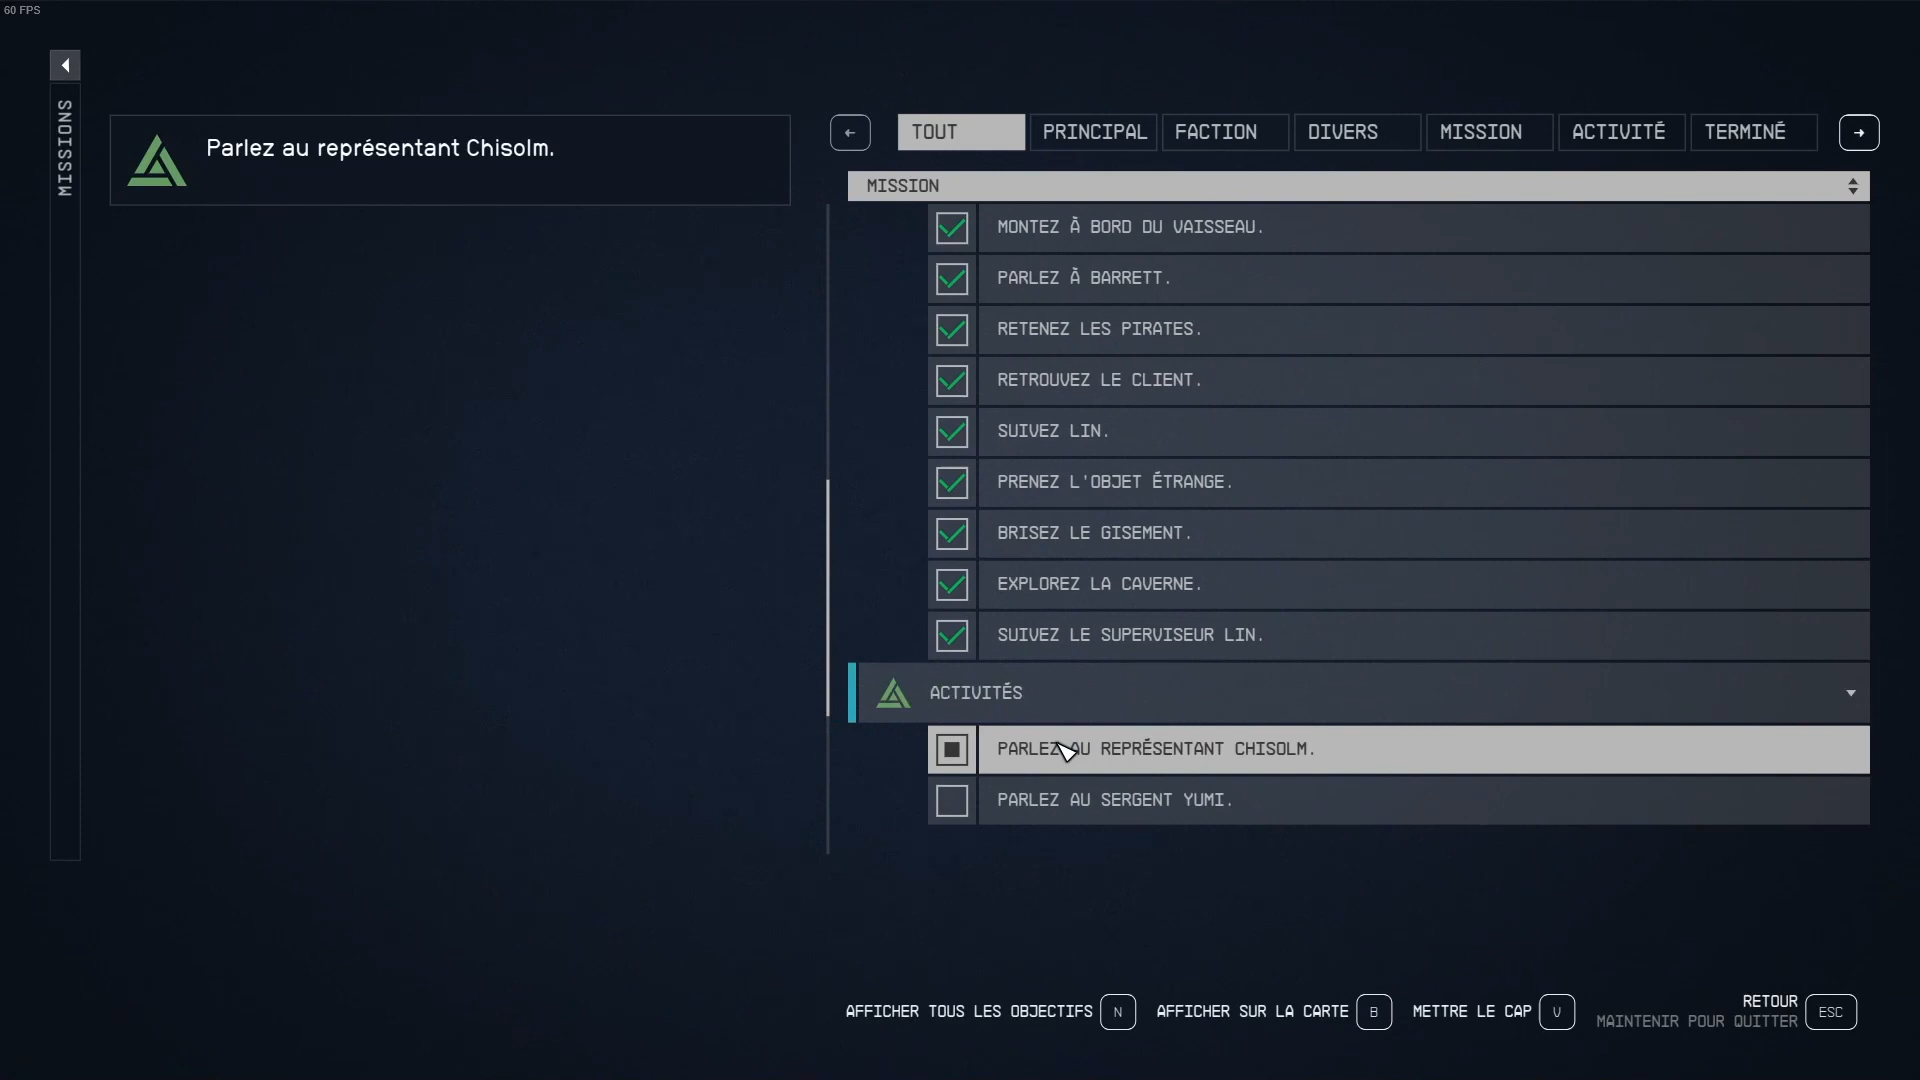 60 FPS
MISSIONS
Parlez au représentant Chisolm.
TOUT
PRINCIPAL
FACTION
DIVERS
MISSION
ACTIVITÉ
TERMINÉ
MISSION
MONTEZ À BORD DU VAISSEAU.
PARLEZ À BARRETT.
RETENEZ LES PIRATES.
RETROUVEZ LE CLIENT.
SUIVEZ LIN.
PRENEZ L'OBJET ÉTRANGE.
BRISEZ LE GISEMENT.
EXPLOREZ LA CAVERNE.
SUIVEZ LE SUPERVISEUR LIN.
ACTIVITÉS
PARLEZ AU REPRÉSENTANT CHISOLM.
PARLEZ AU SERGENT YUMI.
AFFICHER TOUS LES OBJECTIFS N
AFFICHER SUR LA CARTE B
METTRE LE CAP V
RETOUR
MAINTENIR POUR QUITTER
ESC